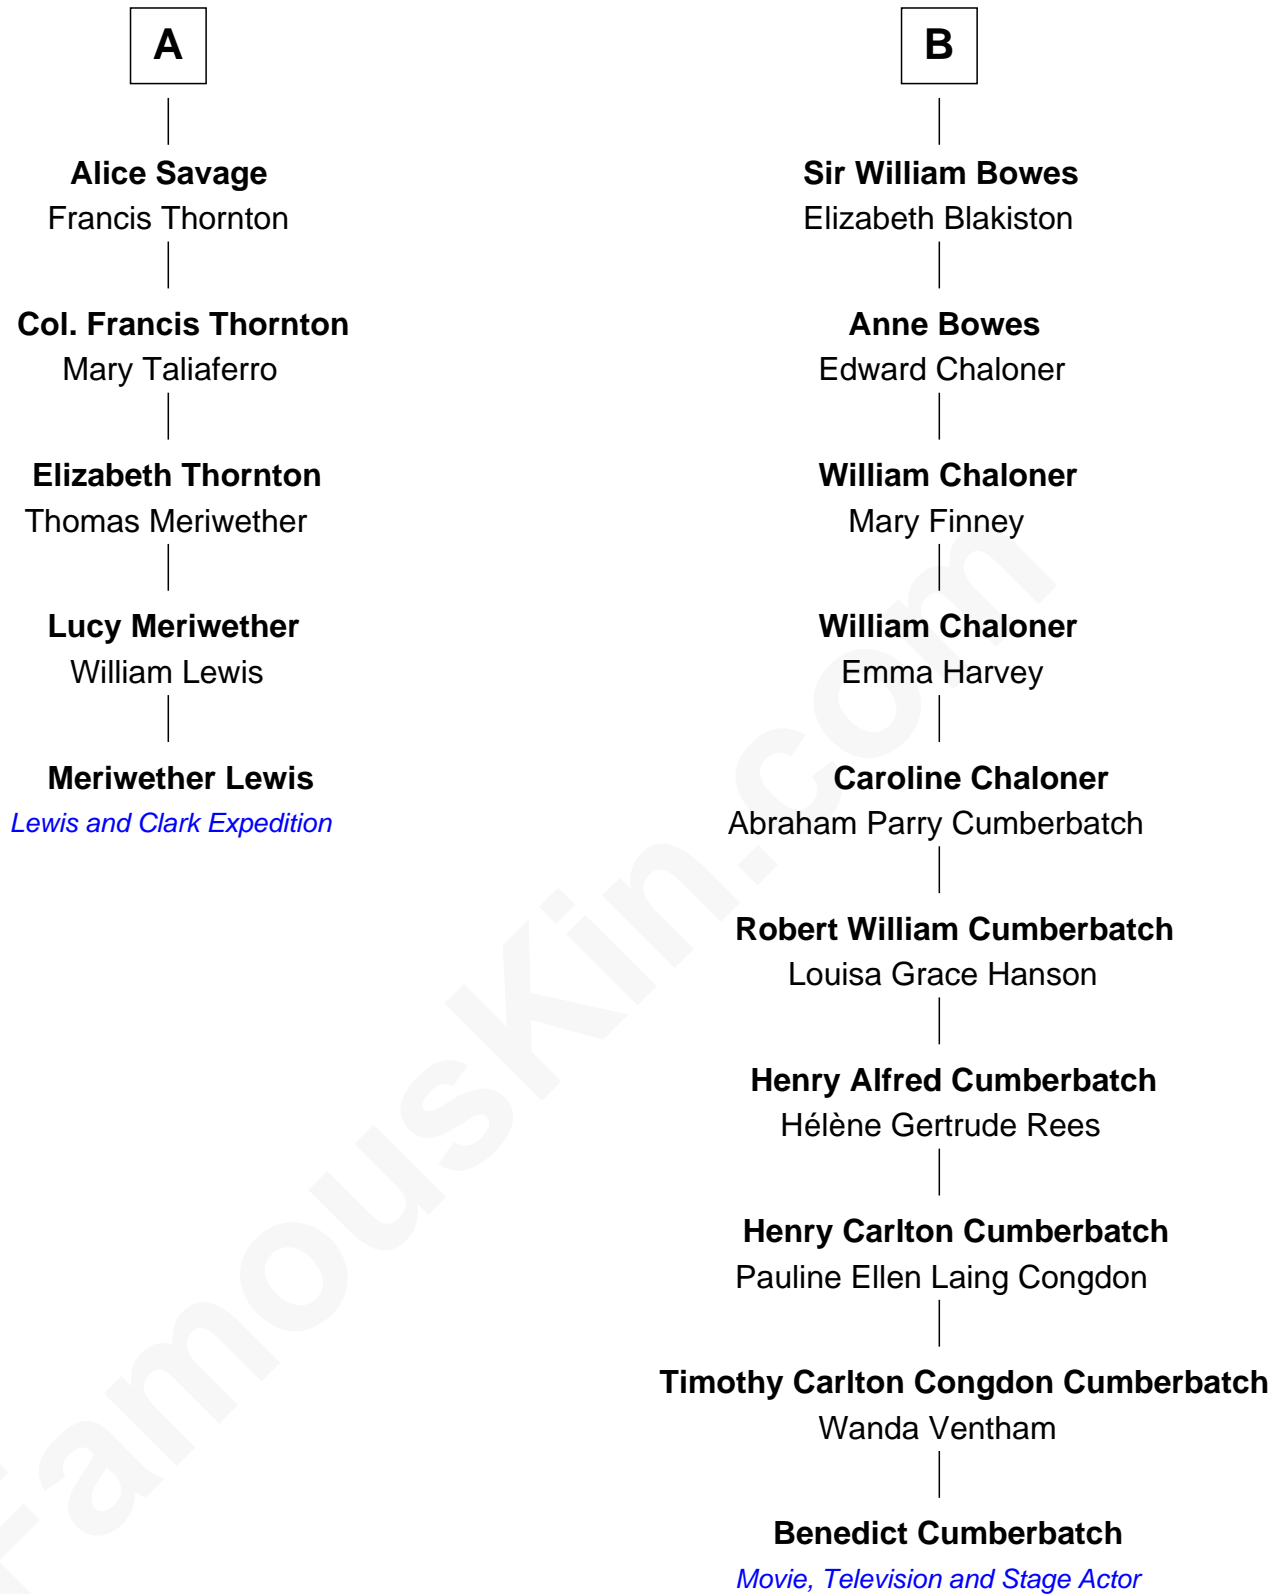 A
Alice Savage
Francis Thornton
Col. Francis Thornton
Mary Taliaferro
Elizabeth Thornton
Thomas Meriwether
Lucy Meriwether
William Lewis
Meriwether Lewis
Lewis and Clark Expedition
B
Sir William Bowes
Elizabeth Blakiston
Anne Bowes
Edward Chaloner
William Chaloner
Mary Finney
William Chaloner
Emma Harvey
Caroline Chaloner
Abraham Parry Cumberbatch
Robert William Cumberbatch
Louisa Grace Hanson
Henry Alfred Cumberbatch
Hélène Gertrude Rees
Henry Carlton Cumberbatch
Pauline Ellen Laing Congdon
Timothy Carlton Congdon Cumberbatch
Wanda Ventham
Benedict Cumberbatch
Movie, Television and Stage Actor
FamousKin.com